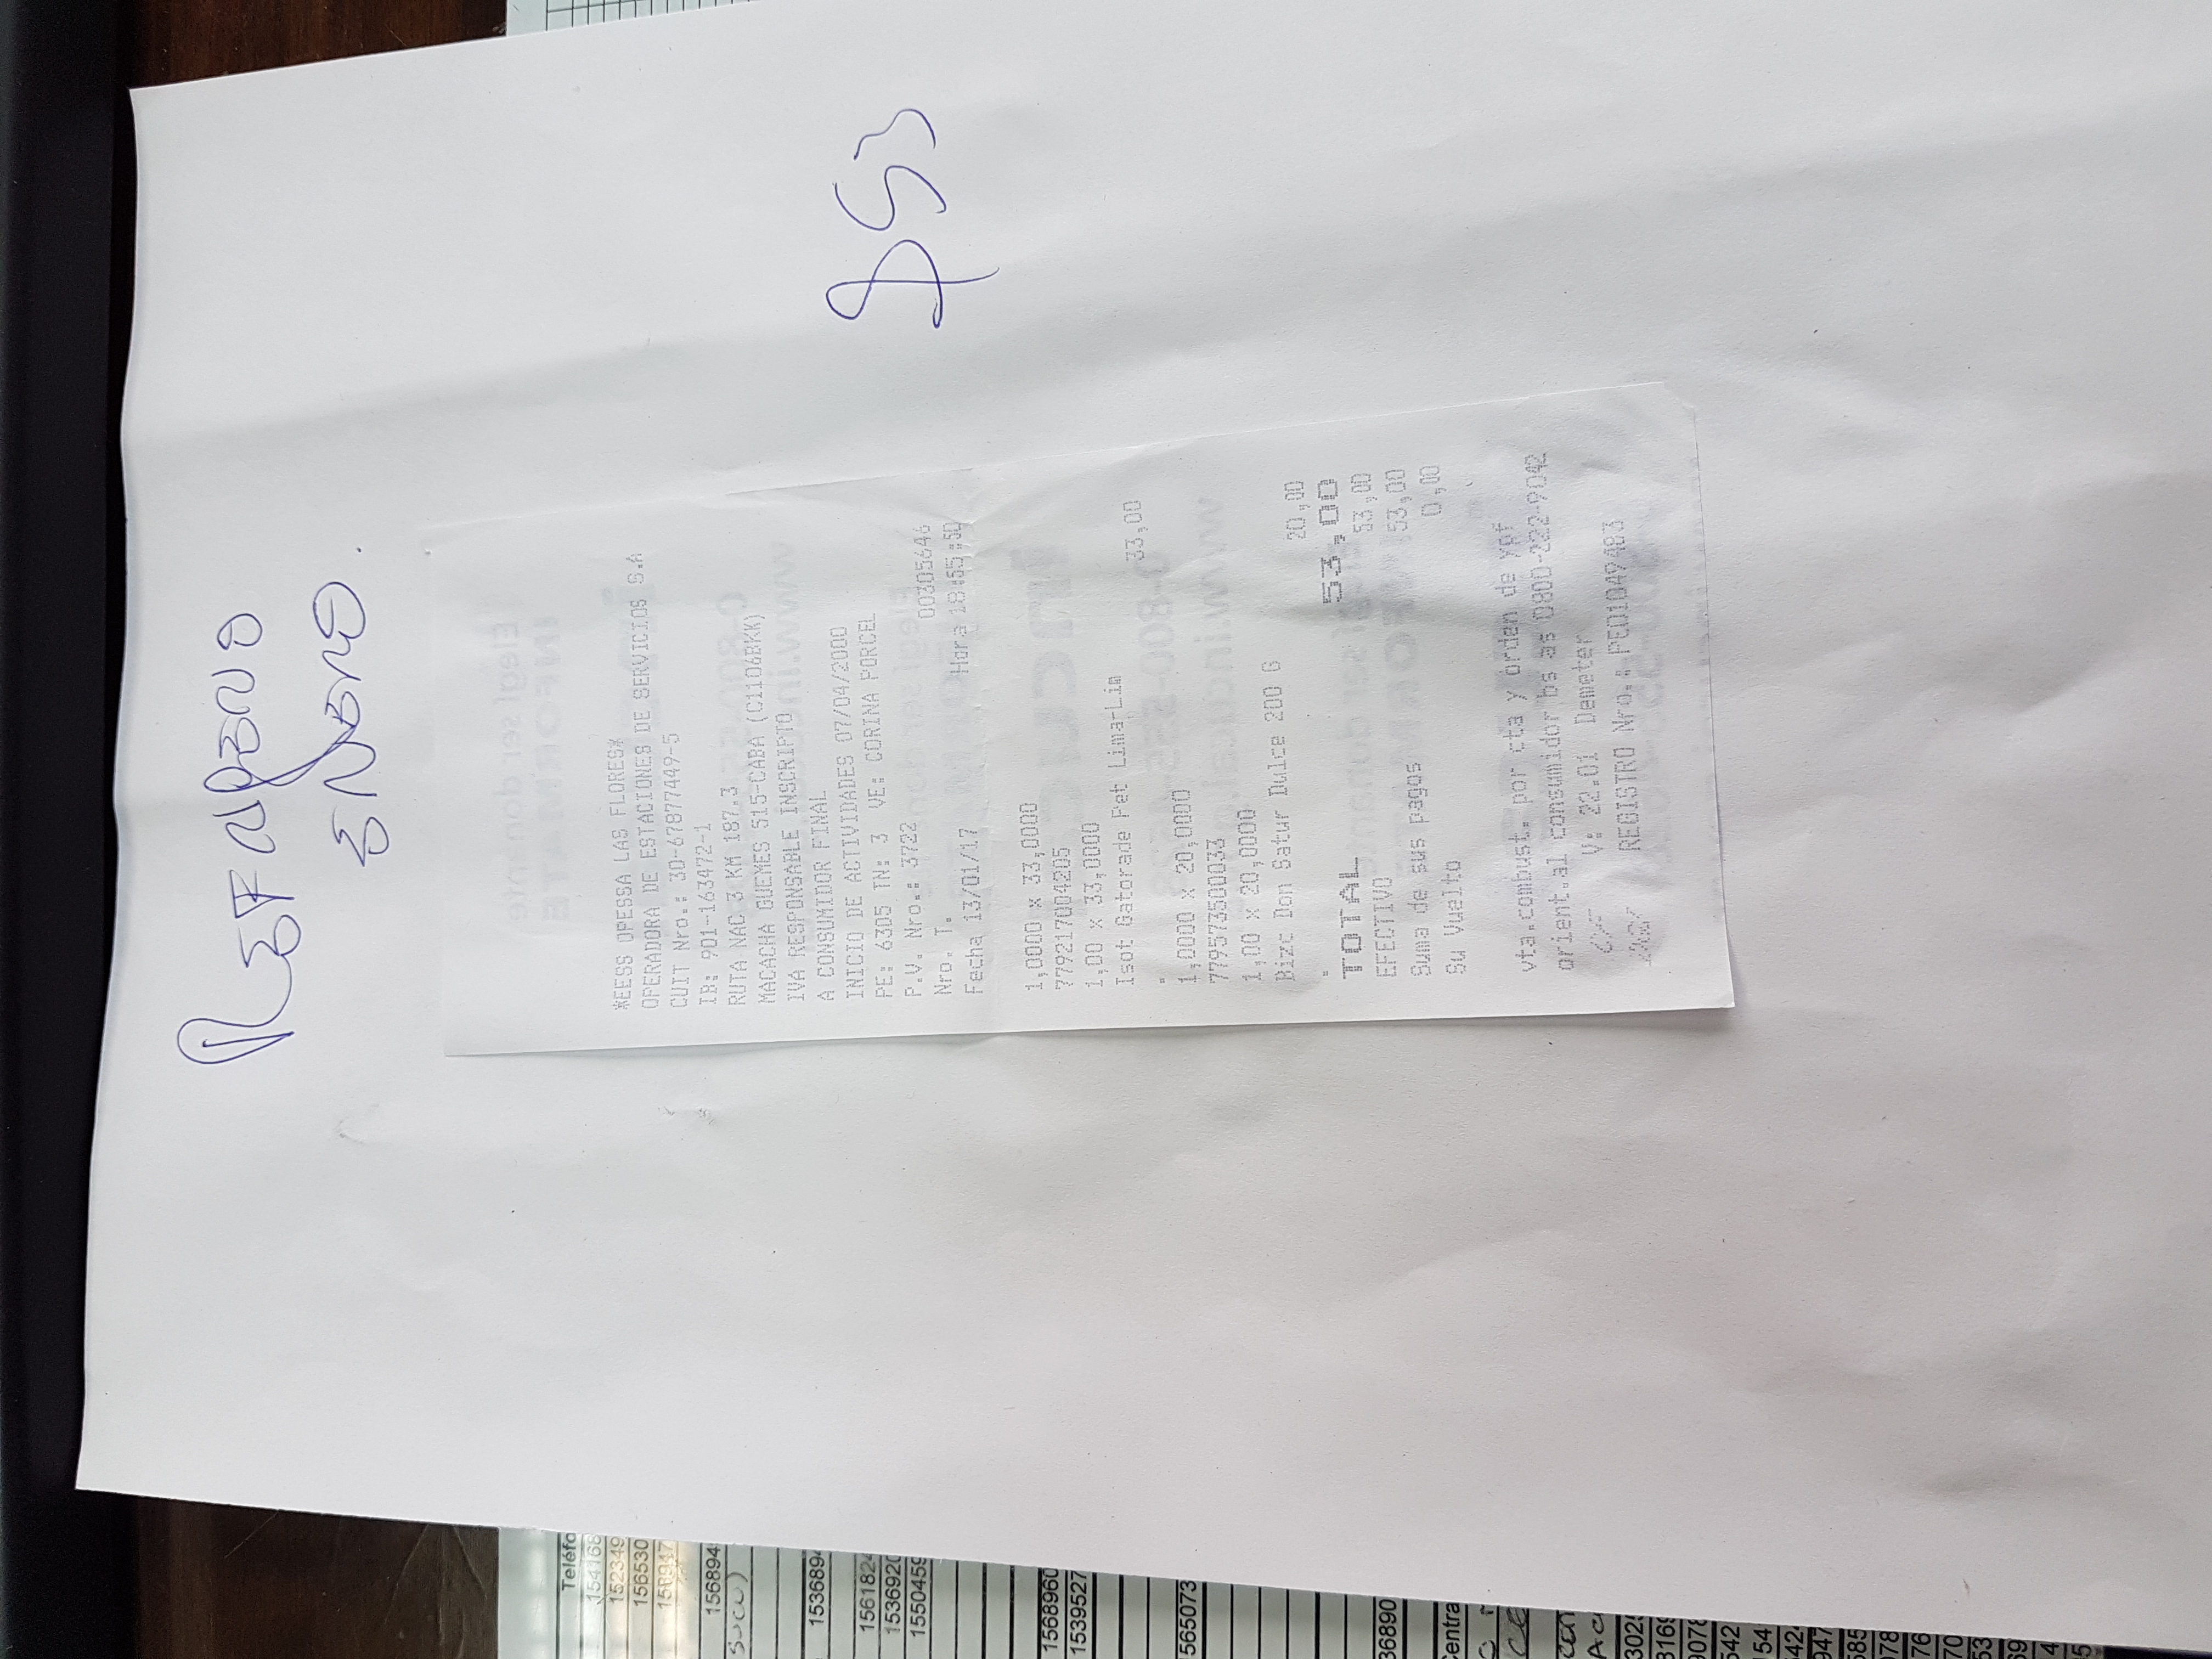 REFRIGERIO
ENERO.
*EESS OPESSA LAS FLORES*
OPERADORA DE ESTACIONES DE SERVICIOS S.A
CUIT Nro.: 30-67877449-5
IB: 901-163472-1
RUTA NAC 3 KM 187.3
MACACHA GUEMES 515-CABA (C1106BKK)
IVA RESPONSABLE INSCRIPTO
A CONSUMIDOR FINAL
INICIO DE ACTIVIDADES 07/04/2000
PE: 6305 TN: 3 VE: CORINA PORCEL
P.V. Nro.: 3722
Nro. T. 00305646
Fecha 13/01/17 Hora 18:55:50
$53
1,0000 x 33,0000
779217004205
1,00 x 33,0000
Isot Gatorade Pet Lima-Lim
33,00
.
1,0000 x 20,0000
779573500033
1,00 x 20,0000
Bizc Don Satur Dulce 200 G
20,00
.
TOTAL 53,00
EFECTIVO 53,00
Suma de sus pagos 53,00
Su Vuelto 0,00
vta.combust. por cta y orden de ypf
orient.al consumidor bs as 0800-222-9042
CF V: 22.01 Demeter
REGISTRO Nro.: PEO1049483
Teléfo
154168
152349
156530
156894
153689
156182
153692
155045
156896
153952
565073
36890
Centra